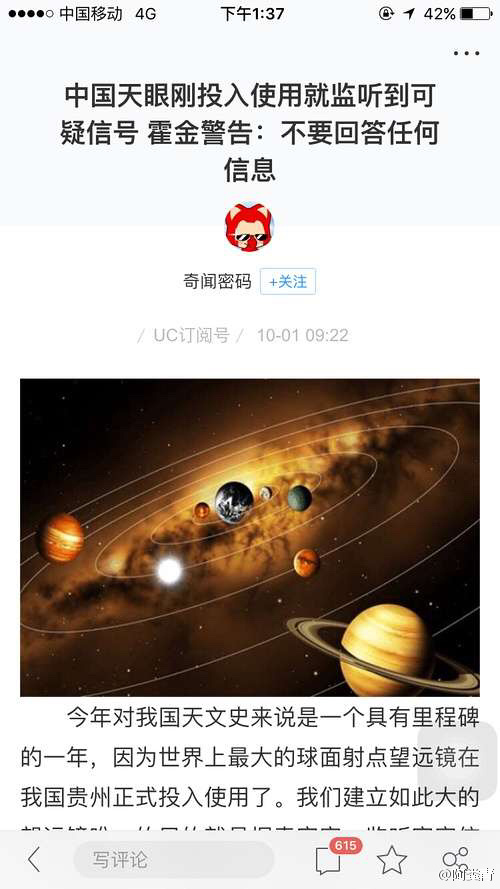 中国移动 4G 下午1:37 42%
中国天眼刚投入使用就监听到可
疑信号 霍金警告：不要回答任何
信息
奇闻密码 +关注
/ UC订阅号 / 10-01 09:22
今年对我国天文史来说是一个具有里程碑
的一年，因为世界上最大的球面射点望远镜在
我国贵州正式投入使用了。我们建立如此大的
615
写评论